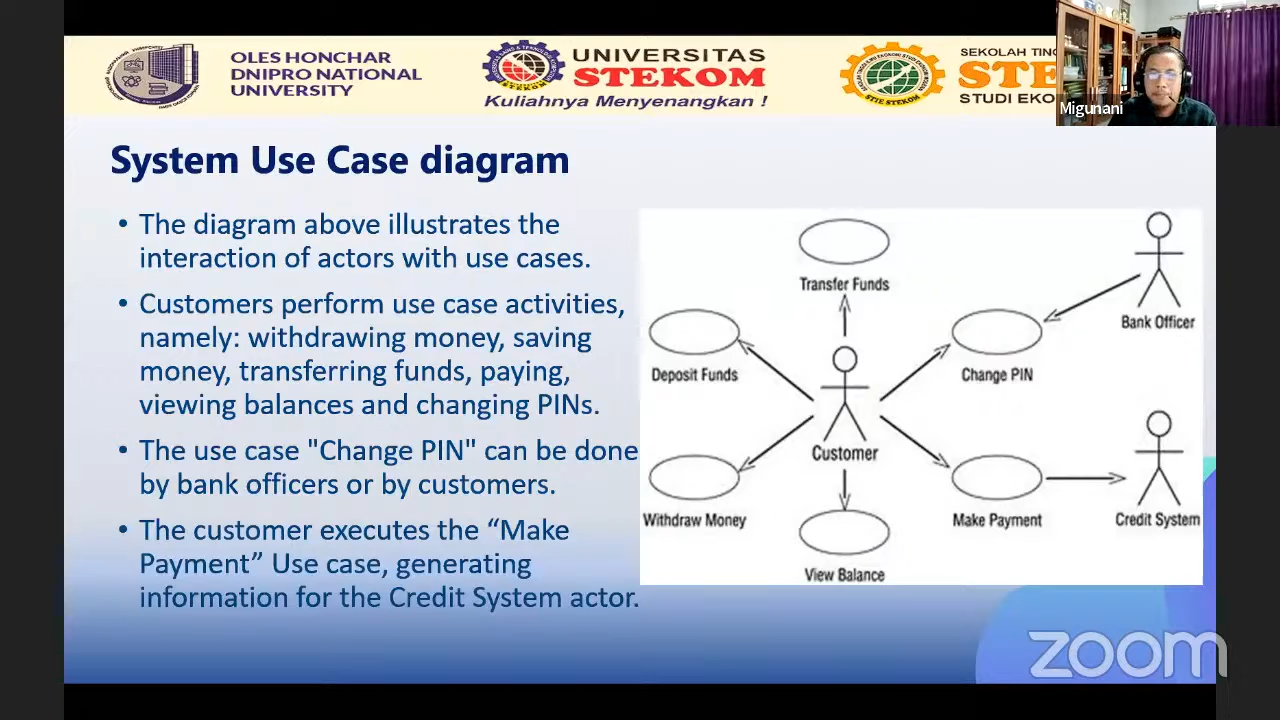 OLES HONCHAR
DNIPRO NATIONAL
UNIVERSITY
UNIVERSITAS
STEKOM
Kuliahnya Menyenangkan !
SEKOLAH TING
STE
STUDI EKO
STIE STEKOM
Migunani
System Use Case diagram
• The diagram above illustrates the
interaction of actors with use cases.
• Customers perform use case activities,
namely: withdrawing money, saving
money, transferring funds, paying,
viewing balances and changing PINs.
• The use case "Change PIN" can be done
by bank officers or by customers.
• The customer executes the “Make
Payment” Use case, generating
information for the Credit System actor.
Transfer Funds
Bank Officer
Deposit Funds
Change PIN
Customer
Withdraw Money
Make Payment
Credit System
View Balance
zoom